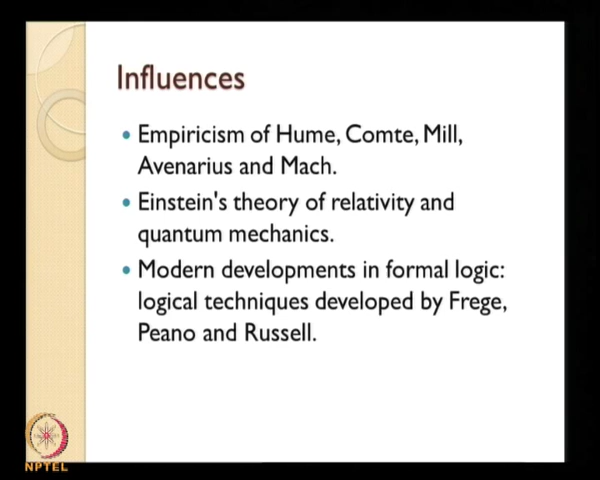 Influences
Empiricism of Hume, Comte, Mill,
Avenarius and Mach.
Einstein's theory of relativity and
quantum mechanics.
Modern developments in formal logic:
logical techniques developed by Frege,
Peano and Russell.
NPTEL